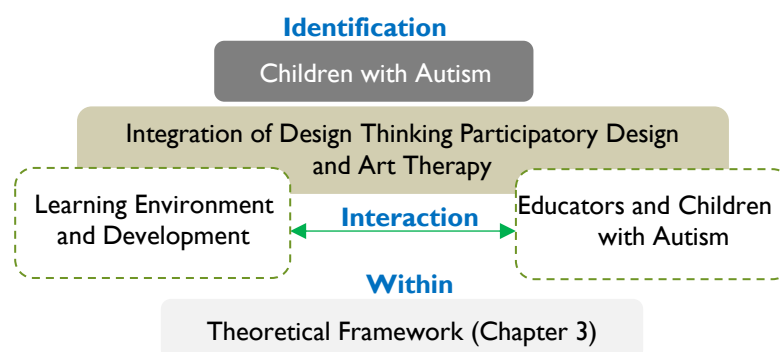 Identification
Children with Autism
Integration of Design Thinking Participatory Design
and Art Therapy
Learning Environment
and Development
Interaction
Educators and Children
with Autism
Within
Theoretical Framework (Chapter 3)